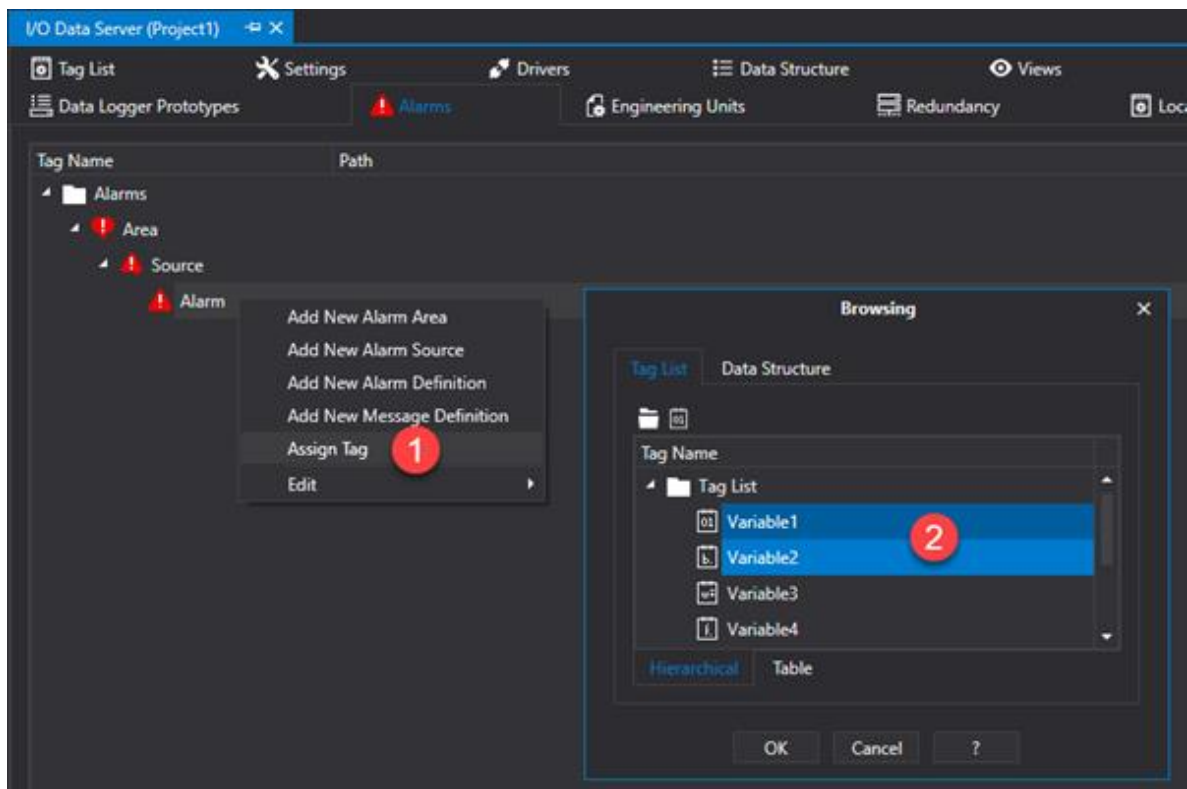 I/O Data Server (Project1)
Tag List Settings Drivers Data Structure Views
Data Logger Prototypes Alarms Engineering Units Redundancy Loca
Tag Name Path
Alarms
Area
Source
Alarm
Add New Alarm Area
Add New Alarm Source
Add New Alarm Definition
Add New Message Definition
Assign Tag 1
Edit
Browsing
Tag List Data Structure
Tag Name
Tag List
Variable1
2
Variable2
Variable3
Variable4
Hierarchical Table
OK Cancel ?